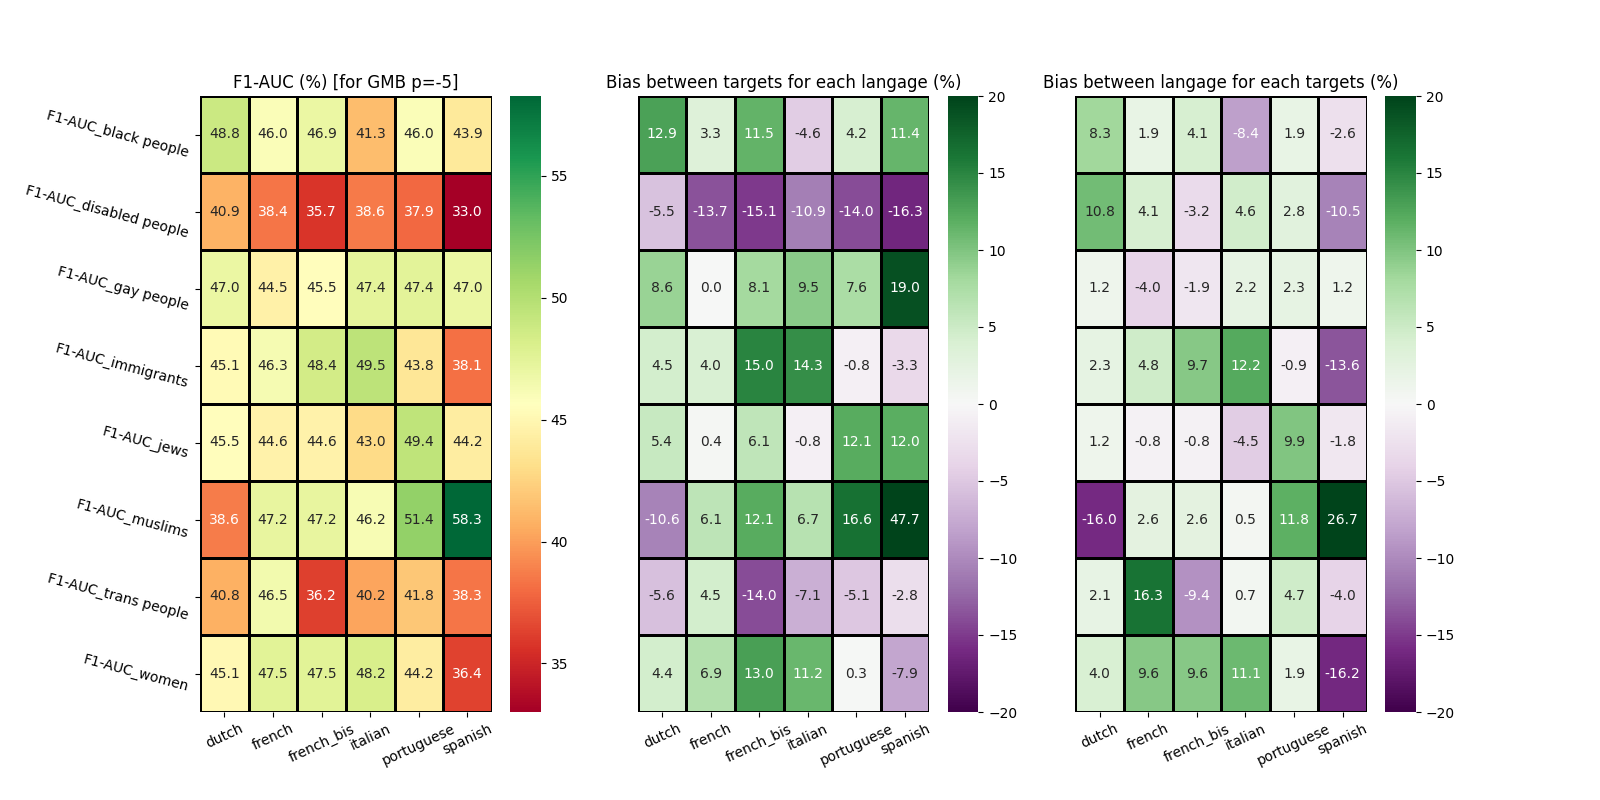 F1-AUC (%) [for GMB p=-5]
Bias between targets for each langage (%)
Bias between langage for each targets (%)
F1-AUC_black people
48.8 46.0 46.9 41.3 46.0 43.9
12.9 3.3 11.5 -4.6 4.2 11.4
8.3 1.9 4.1 -8.4 1.9 -2.6
F1-AUC_disabled people
40.9 38.4 35.7 38.6 37.9 33.0
-5.5 -13.7 -15.1 -10.9 -14.0 -16.3
10.8 4.1 -3.2 4.6 2.8 -10.5
F1-AUC_gay people
47.0 44.5 45.5 47.4 47.4 47.0
8.6 0.0 8.1 9.5 7.6 19.0
1.2 -4.0 -1.9 2.2 2.3 1.2
F1-AUC_immigrants
45.1 46.3 48.4 49.5 43.8 38.1
4.5 4.0 15.0 14.3 -0.8 -3.3
2.3 4.8 9.7 12.2 -0.9 -13.6
F1-AUC_jews
45.5 44.6 44.6 43.0 49.4 44.2
5.4 0.4 6.1 -0.8 12.1 12.0
1.2 -0.8 -0.8 -4.5 9.9 -1.8
F1-AUC_muslims
38.6 47.2 47.2 46.2 51.4 58.3
-10.6 6.1 12.1 6.7 16.6 47.7
-16.0 2.6 2.6 0.5 11.8 26.7
F1-AUC_trans people
40.8 46.5 36.2 40.2 41.8 38.3
-5.6 4.5 -14.0 -7.1 -5.1 -2.8
2.1 16.3 -9.4 0.7 4.7 -4.0
F1-AUC_women
45.1 47.5 47.5 48.2 44.2 36.4
4.4 6.9 13.0 11.2 0.3 -7.9
4.0 9.6 9.6 11.1 1.9 -16.2
dutch french french_bis italian portuguese spanish
dutch french french_bis italian portuguese spanish
dutch french french_bis italian portuguese spanish
55
50
45
40
35
20
15
10
5
0
−5
−10
−15
−20
20
15
10
5
0
−5
−10
−15
−20